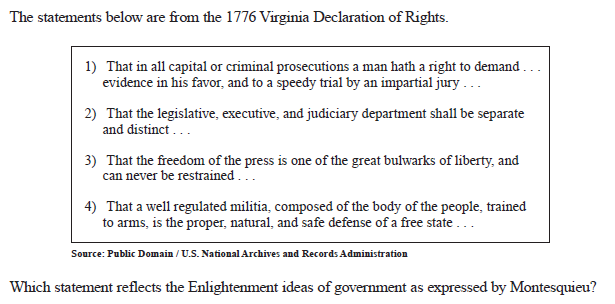 The statements below are from the 1776 Virginia Declaration of Rights.
1) That in all capital or criminal prosecutions a man hath a right to demand . . .
evidence in his favor, and to a speedy trial by an impartial jury . . .
2) That the legislative, executive, and judiciary department shall be separate
and distinct . . .
3) That the freedom of the press is one of the great bulwarks of liberty, and
can never be restrained . . .
4) That a well regulated militia, composed of the body of the people, trained
to arms, is the proper, natural, and safe defense of a free state . . .
Source: Public Domain / U.S. National Archives and Records Administration
Which statement reflects the Enlightenment ideas of government as expressed by Montesquieu?